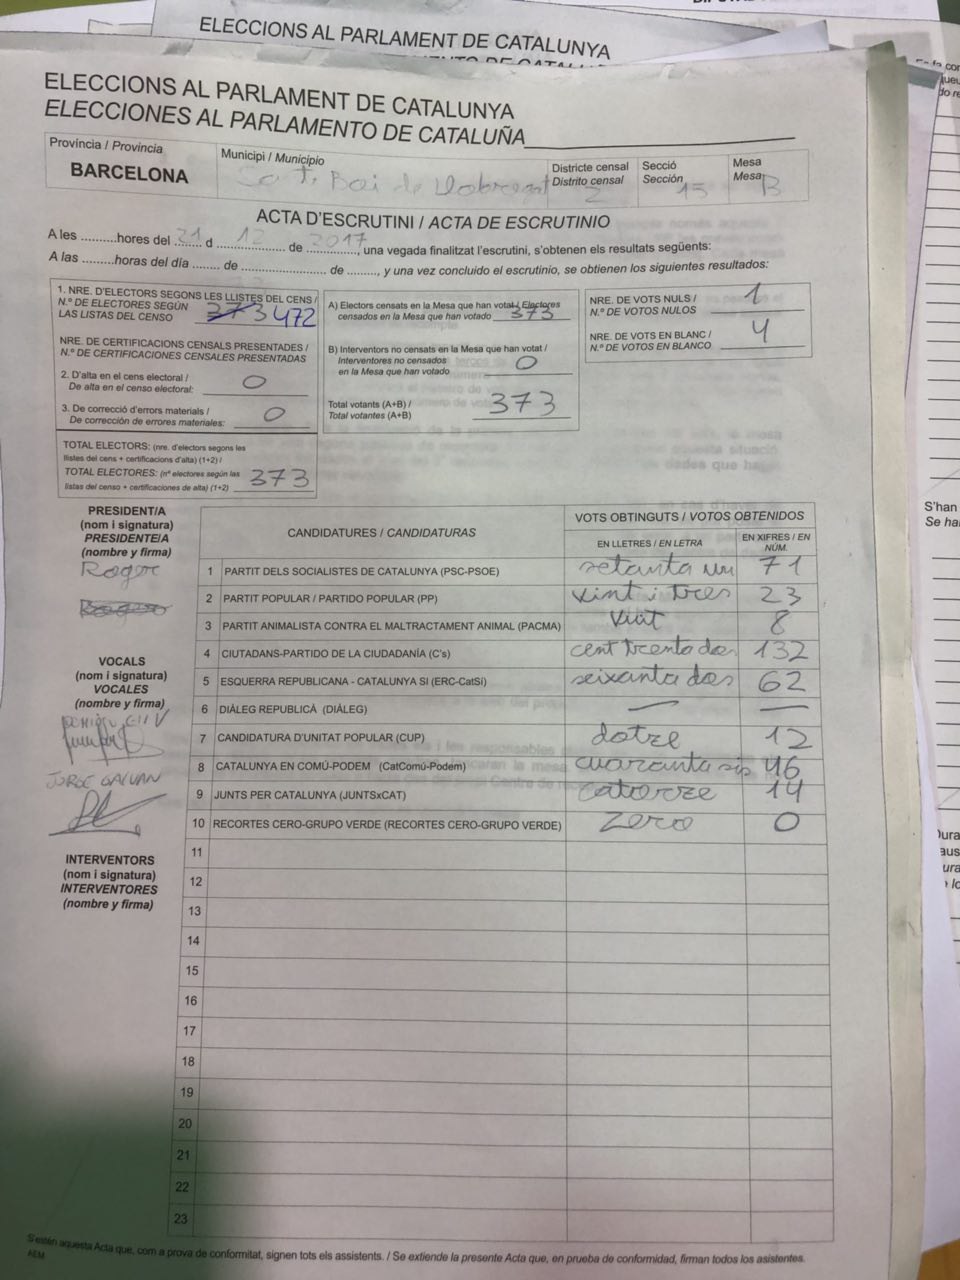 ELECCIONS AL PARLAMENT DE CATALUNYA
ELECCIONS AL PARLAMENT DE CATALUNYA
ELECCIONES AL PARLAMENTO DE CATALUÑA
Província / Provincia
BARCELONA
Municipi / Municipio
Boi de Llobregat
Districte censal
Distrito censal
2
Secció
Sección
15
Mesa
Mesa
B
ACTA D'ESCRUTINI / ACTA DE ESCRUTINIO
A les .........hores del 21 d 12 de 2017, una vegada finalitzat l'escrutini, s'obtenen els resultats següents:
A las .........horas del día ........ de ........................ de ........, y una vez concluido el escrutinio, se obtienen los siguientes resultados:
1. NRE. D'ELECTORS SEGONS LES LLISTES DEL CENS /
N.º DE ELECTORES SEGÚN
LAS LISTAS DEL CENSO 373 472
NRE. DE CERTIFICACIONS CENSALS PRESENTADES /
N.º DE CERTIFICACIONES CENSALES PRESENTADAS
2. D'alta en el cens electoral /
De alta en el censo electoral: 0
3. De correcció d'errors materials /
De corrección de errores materiales: 0
TOTAL ELECTORS: (nre. d'electors segons les
llistes del cens + certificacions d'alta) (1+2) /
TOTAL ELECTORES: (nº electores según las
listas del censo + certificaciones de alta) (1+2) 373
A) Electors censats en la Mesa que han votat / Electores
censados en la Mesa que han votado 373
B) Interventors no censats en la Mesa que han votat /
Interventores no censados
en la Mesa que han votado 0
Total votants (A+B) /
Total votantes (A+B) 373
NRE. DE VOTS NULS /
N.º DE VOTOS NULOS 1
NRE. DE VOTS EN BLANC /
N.º DE VOTOS EN BLANCO 4
PRESIDENT/A
(nom i signatura)
PRESIDENTE/A
(nombre y firma)
Roger
VOCALS
(nom i signatura)
VOCALES
(nombre y firma)
JORGE GALVAN
INTERVENTORS
(nom i signatura)
INTERVENTORES
(nombre y firma)
CANDIDATURES / CANDIDATURAS
VOTS OBTINGUTS / VOTOS OBTENIDOS
EN LLETRES / EN LETRA
EN XIFRES / EN NÚM.
1 PARTIT DELS SOCIALISTES DE CATALUNYA (PSC-PSOE) setanta un 71
2 PARTIT POPULAR / PARTIDO POPULAR (PP) vint i tres 23
3 PARTIT ANIMALISTA CONTRA EL MALTRACTAMENT ANIMAL (PACMA) vuit 8
4 CIUTADANS-PARTIDO DE LA CIUDADANÍA (C's) cent trenta dos 132
5 ESQUERRA REPUBLICANA - CATALUNYA SI (ERC-CatSí) seixanta dos 62
6 DIÀLEG REPUBLICÀ (DIÀLEG) — —
7 CANDIDATURA D'UNITAT POPULAR (CUP) dotze 12
8 CATALUNYA EN COMÚ-PODEM (CatComú-Podem) cuaranta sis 46
9 JUNTS PER CATALUNYA (JUNTSxCAT) catorze 14
10 RECORTES CERO-GRUPO VERDE (RECORTES CERO-GRUPO VERDE) zero 0
11
12
13
14
15
16
17
18
19
20
21
22
23
S'estén aquesta Acta que, com a prova de conformitat, signen tots els assistents. / Se extiende la presente Acta que, en prueba de conformidad, firman todos los asistentes.
S'han
Se ha